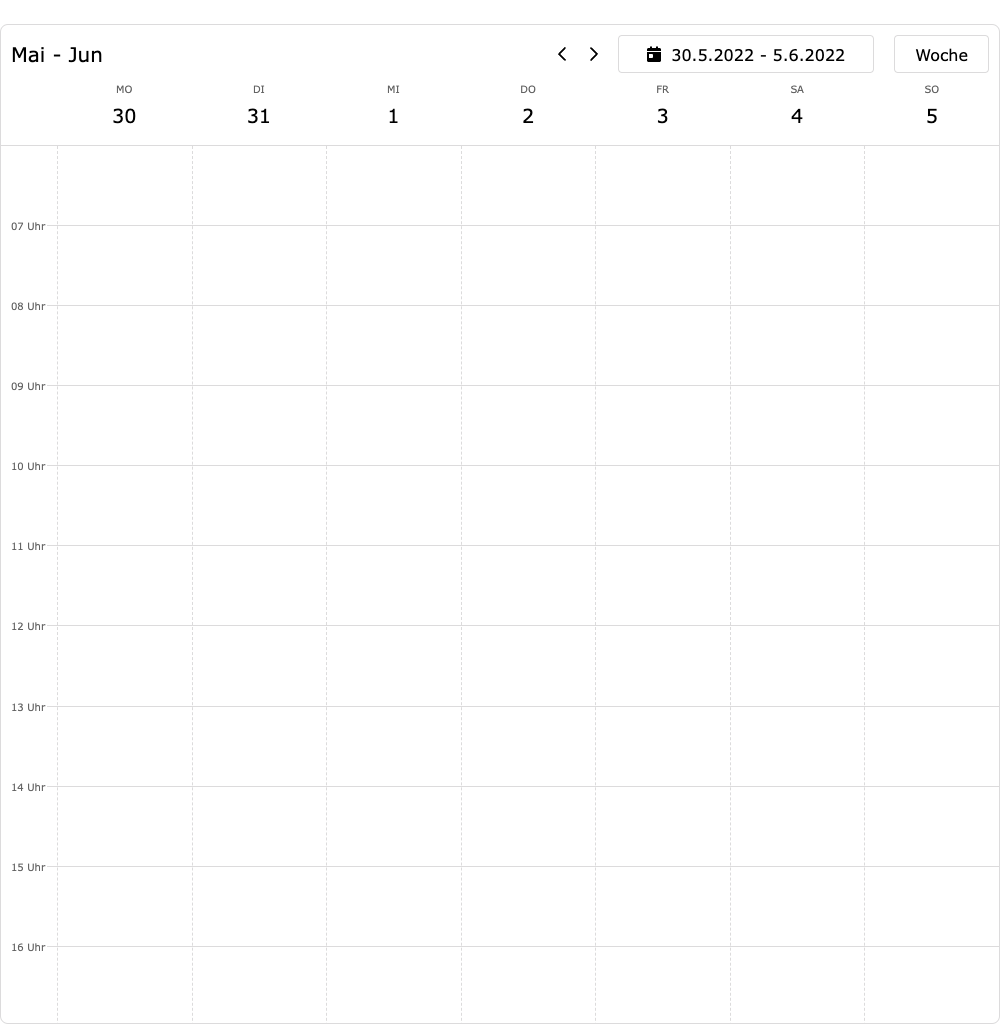 Mai - Jun
30.5.2022 - 5.6.2022
Woche
MO DI MI DO FR SA SO
30 31 1 2 3 4 5
07 Uhr
08 Uhr
09 Uhr
10 Uhr
11 Uhr
12 Uhr
13 Uhr
14 Uhr
15 Uhr
16 Uhr